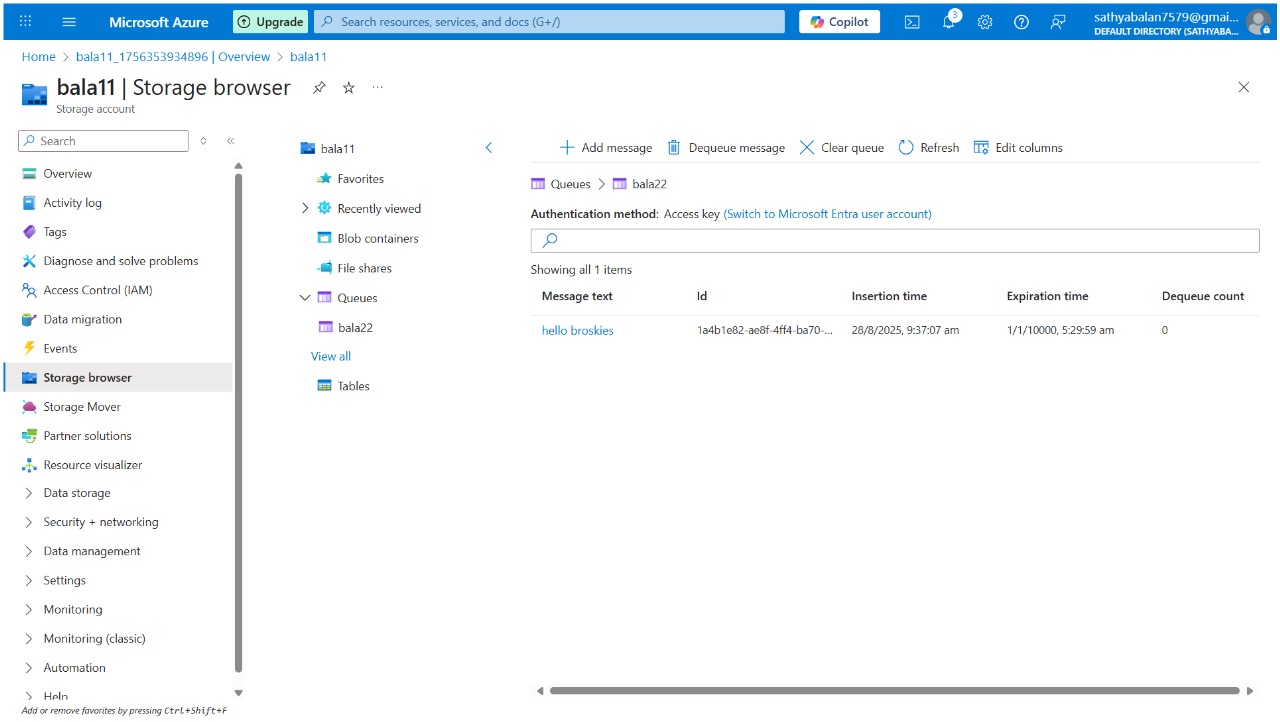 Microsoft Azure
Upgrade
Search resources, services, and docs (G+/)
Copilot
3
sathyabalan7579@gmai...
DEFAULT DIRECTORY (SATHYABA...
Home > bala11_1756353934896 | Overview > bala11
bala11 | Storage browser
Storage account
Search
Overview
Activity log
Tags
Diagnose and solve problems
Access Control (IAM)
Data migration
Events
Storage browser
Storage Mover
Partner solutions
Resource visualizer
Data storage
Security + networking
Data management
Settings
Monitoring
Monitoring (classic)
Automation
Help
Add or remove favorites by pressing Ctrl+Shift+F
bala11
Favorites
Recently viewed
Blob containers
File shares
Queues
bala22
View all
Tables
Add message Dequeue message Clear queue Refresh Edit columns
Queues > bala22
Authentication method: Access key (Switch to Microsoft Entra user account)
Showing all 1 items
Message text Id Insertion time Expiration time Dequeue count
hello broskies 1a4b1e82-ae8f-4ff4-ba70-... 28/8/2025, 9:37:07 am 1/1/10000, 5:29:59 am 0